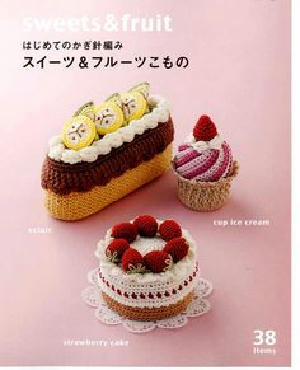 sweets&fruit
はじめてのかぎ針編み
スイーツ&フルーツこもの
eclair
cup ice cream
strawberry cake
38
items